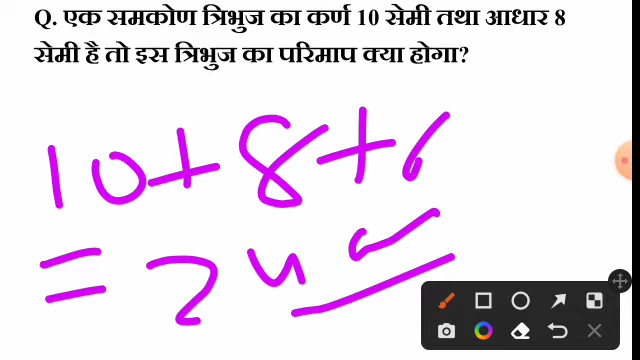 Q. एक समकोण त्रिभुज का कर्ण 10 सेमी तथा आधार 8
सेमी है तो इस त्रिभुज का परिमाप क्या होगा?
10+8+6
=24